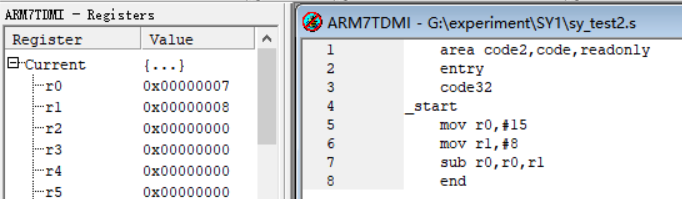 ARM7TDMI - Registers
Register Value
Current {...}
r0 0x00000007
r1 0x00000008
r2 0x00000000
r3 0x00000000
r4 0x00000000
r5 0x00000000
ARM7TDMI - G:\experiment\SY1\sy_test2.s
1 area code2,code,readonly
2 entry
3 code32
4 _start
5 mov r0,#15
6 mov r1,#8
7 sub r0,r0,r1
8 end